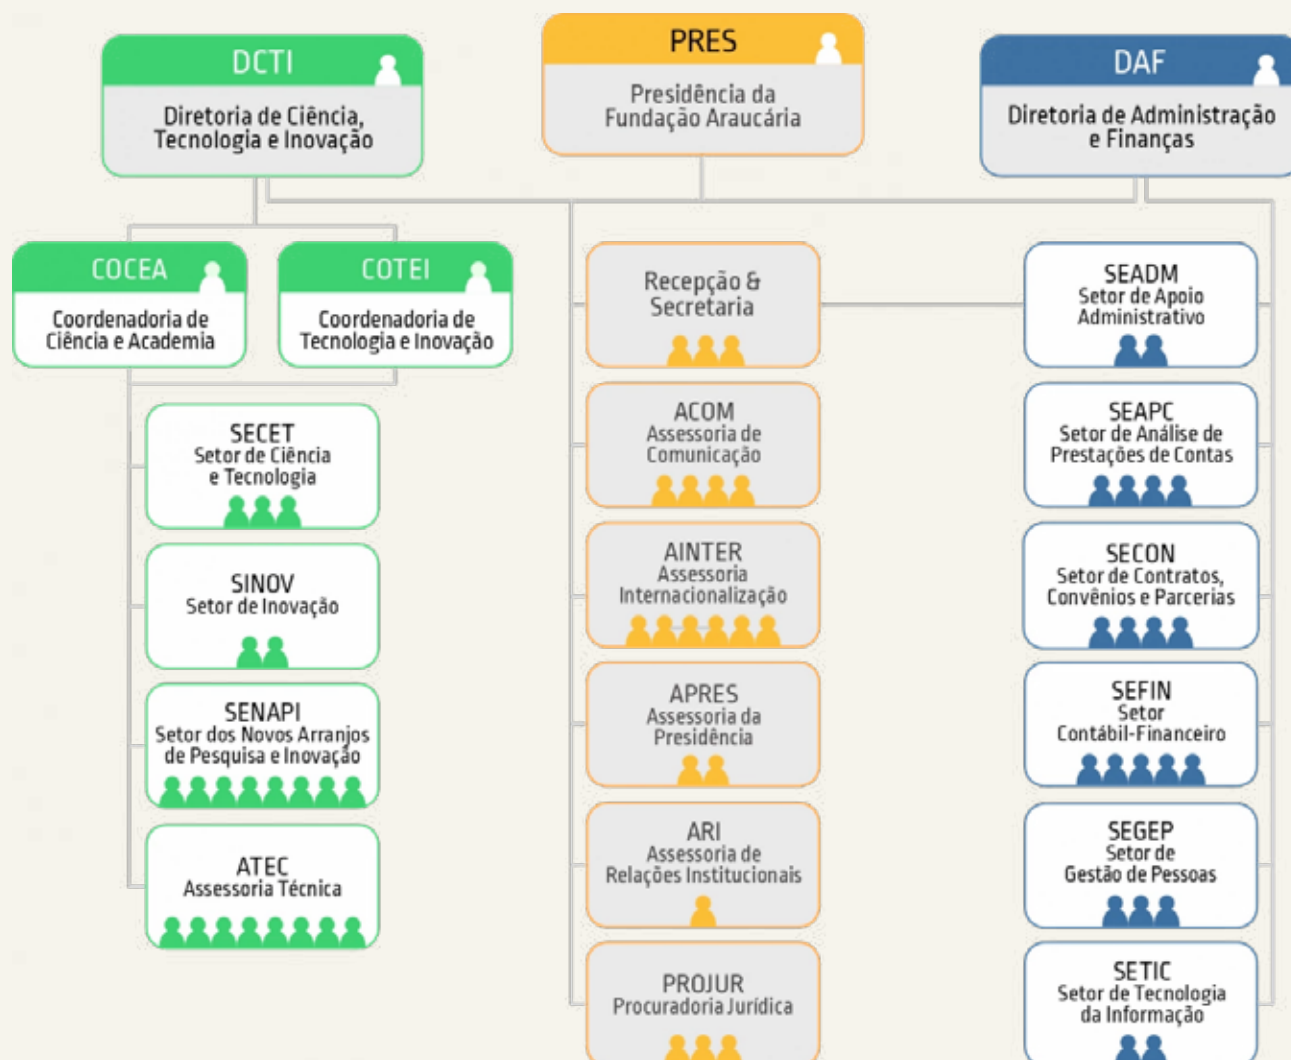 DCTI
Diretoria de Ciência,
Tecnologia e Inovação
PRES
Presidência da
Fundação Araucária
DAF
Diretoria de Administração
e Finanças
COCEA
Coordenadoria de
Ciência e Academia
COTEI
Coordenadoria de
Tecnologia e Inovação
SECET
Setor de Ciência
e Tecnologia
SINOV
Setor de Inovação
SENAPI
Setor dos Novos Arranjos
de Pesquisa e Inovação
ATEC
Assessoria Técnica
Recepção &
Secretaria
ACOM
Assessoria de
Comunicação
AINTER
Assessoria
Internacionalização
APRES
Assessoria da
Presidência
ARI
Assessoria de
Relações Institucionais
PROJUR
Procuradoria Jurídica
SEADM
Setor de Apoio
Administrativo
SEAPC
Setor de Análise de
Prestações de Contas
SECON
Setor de Contratos,
Convênios e Parcerias
SEFIN
Setor
Contábil-Financeiro
SEGEP
Setor de
Gestão de Pessoas
SETIC
Setor de Tecnologia
da Informação